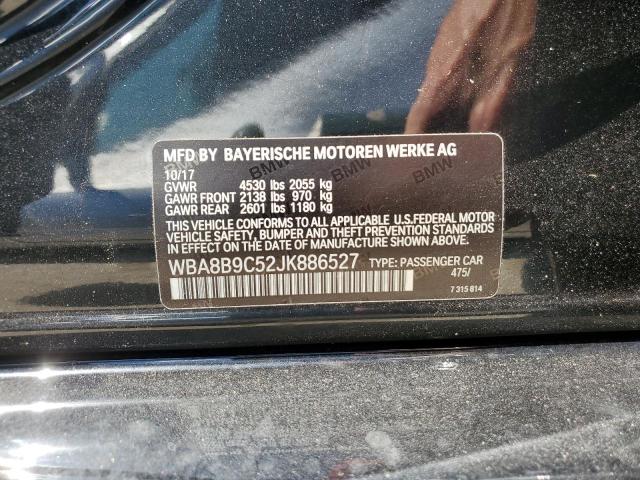 MFD BY BAYERISCHE MOTOREN WERKE AG
10/17
GVWR 4530 lbs 2055 kg
GAWR FRONT 2138 lbs 970 kg
GAWR REAR 2601 lbs 1180 kg
THIS VEHICLE CONFORMS TO ALL APPLICABLE U.S.FEDERAL MOTOR
VEHICLE SAFETY, BUMPER AND THEFT PREVENTION STANDARDS
IN EFFECT ON THE DATE OF MANUFACTURE SHOWN ABOVE.
WBA8B9C52JK886527 TYPE: PASSENGER CAR
475/
7 315 814